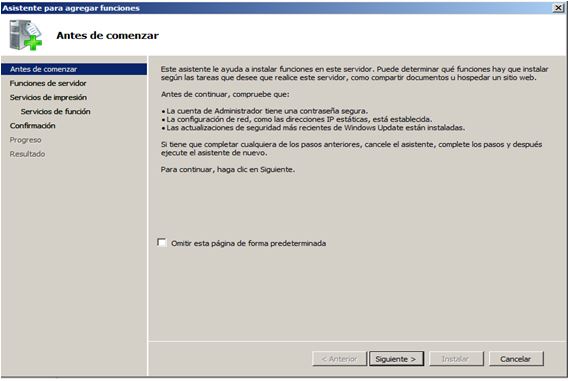 Asistente para agregar funciones
Antes de comenzar
Antes de comenzar
Funciones de servidor
Servicios de impresión
Servicios de función
Confirmación
Progreso
Resultado
Este asistente le ayuda a instalar funciones en este servidor. Puede determinar qué funciones hay que instalar
según las tareas que desee que realice este servidor, como compartir documentos u hospedar un sitio web.
Antes de continuar, compruebe que:
• La cuenta de Administrador tiene una contraseña segura.
• La configuración de red, como las direcciones IP estáticas, está establecida.
• Las actualizaciones de seguridad más recientes de Windows Update están instaladas.
Si tiene que completar cualquiera de los pasos anteriores, cancele el asistente, complete los pasos y después
ejecute el asistente de nuevo.
Para continuar, haga clic en Siguiente.
Omitir esta página de forma predeterminada
< Anterior
Siguiente >
Instalar
Cancelar